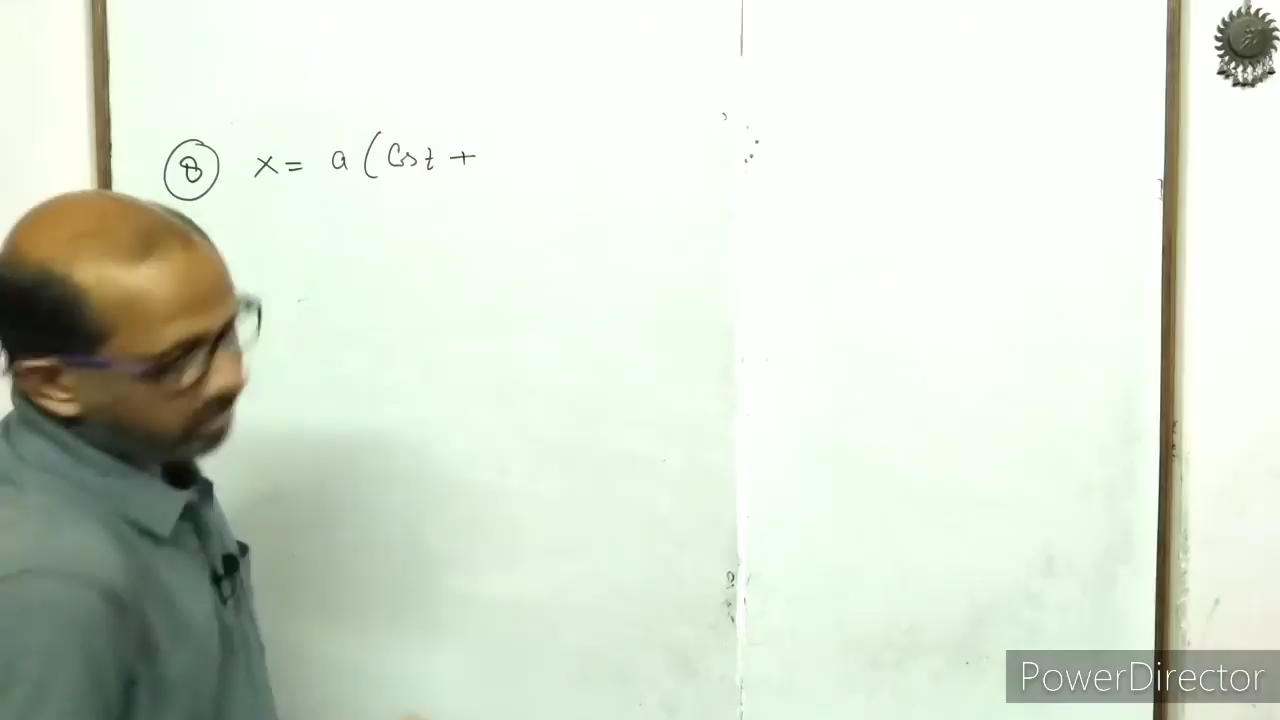 8 x = a (Cos t +
PowerDirector